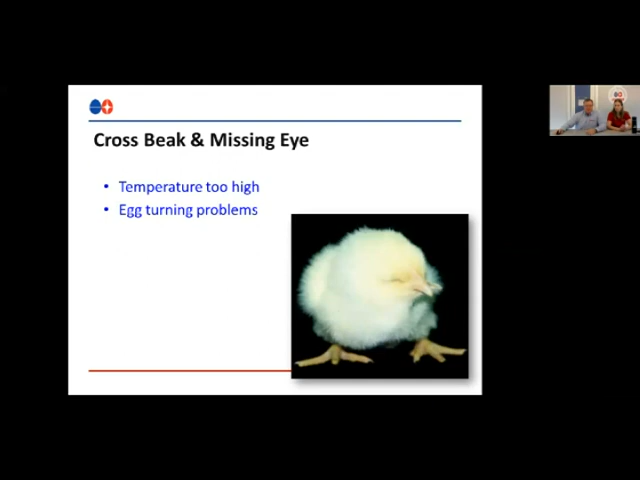 Cross Beak & Missing Eye
• Temperature too high
• Egg turning problems